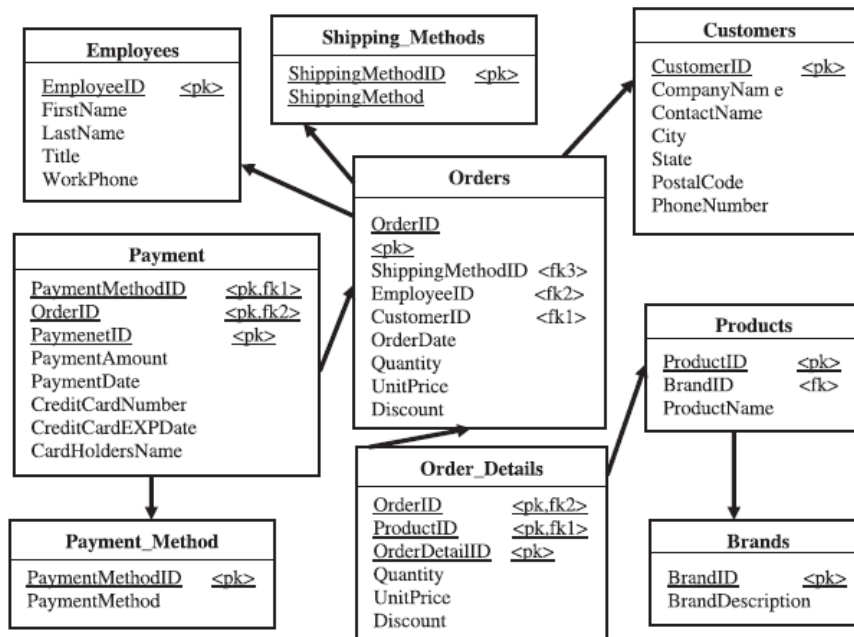 Employees
EmployeeID <pk>
FirstName
LastName
Title
WorkPhone
Shipping_Methods
ShippingMethodID <pk>
ShippingMethod
Customers
CustomerID <pk>
CompanyNam e
ContactName
City
State
PostalCode
PhoneNumber
Orders
OrderID
<pk>
ShippingMethodID <fk3>
EmployeeID <fk2>
CustomerID <fk1>
OrderDate
Quantity
UnitPrice
Discount
Payment
PaymentMethodID <pk,fk1>
OrderID <pk.fk2>
PaymenetID <pk>
PaymentAmount
PaymentDate
CreditCardNumber
CreditCardEXPDate
CardHoldersName
Products
ProductID <pk>
BrandID <fk>
ProductName
Order_Details
OrderID <pk,fk2>
ProductID <pk,fk1>
OrderDetailID <pk>
Quantity
UnitPrice
Discount
Payment_Method
PaymentMethodID <pk>
PaymentMethod
Brands
BrandID <pk>
BrandDescription